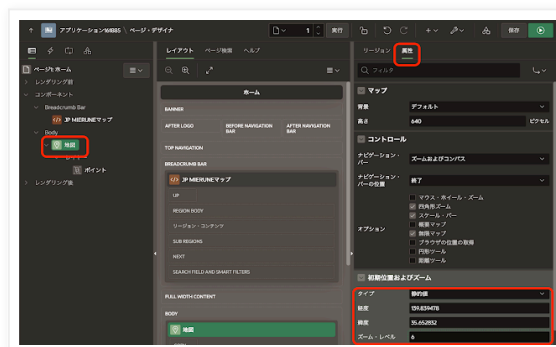 アプリケーション161885 \ ページ・デザイナ
1
実行
保存
ページ1: ホーム
レンダリング前
コンポーネント
Breadcrumb Bar
JP MIERUNEマップ
Body
地図
ポイント
レンダリング後
レイアウト
ページ検索
ヘルプ
ホーム
BANNER
AFTER LOGO
BEFORE NAVIGATION BAR
AFTER NAVIGATION BAR
TOP NAVIGATION
BREADCRUMBS BAR
JP MIERUNEマップ
UP
REGION BODY
リージョン・コンテンツ
SUB REGIONS
NEXT
SEARCH FIELD AND SMART FILTERS
FULL WIDTH CONTENT
BODY
地図
リージョン
属性
フィルタ
マップ
背景
デフォルト
高さ
640
ピクセル
コントロール
ナビゲーション・バー
ズームおよびコンパス
ナビゲーション・バーの位置
終了
オプション
マウス・ホイール・ズーム
四角形ズーム
スケール・バー
概要マップ
無限マップ
ブラウザの位置の取得
円形ツール
距離ツール
初期位置およびズーム
タイプ
静的値
経度
139.839478
緯度
35.652832
ズーム・レベル
6